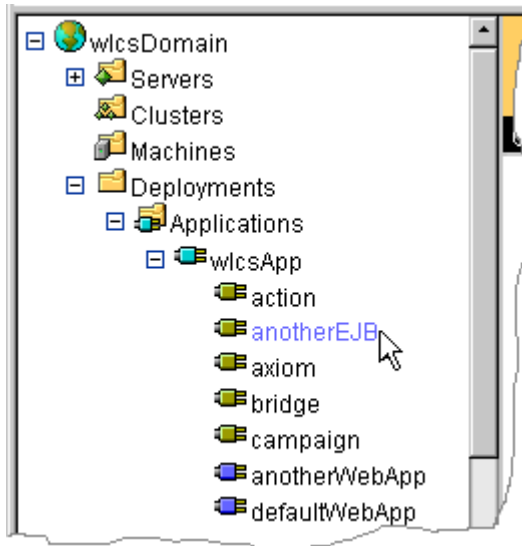 wlcsDomain
Servers
Clusters
Machines
Deployments
Applications
wlcsApp
action
anotherEJB
axiom
bridge
campaign
anotherWebApp
defaultWebApp